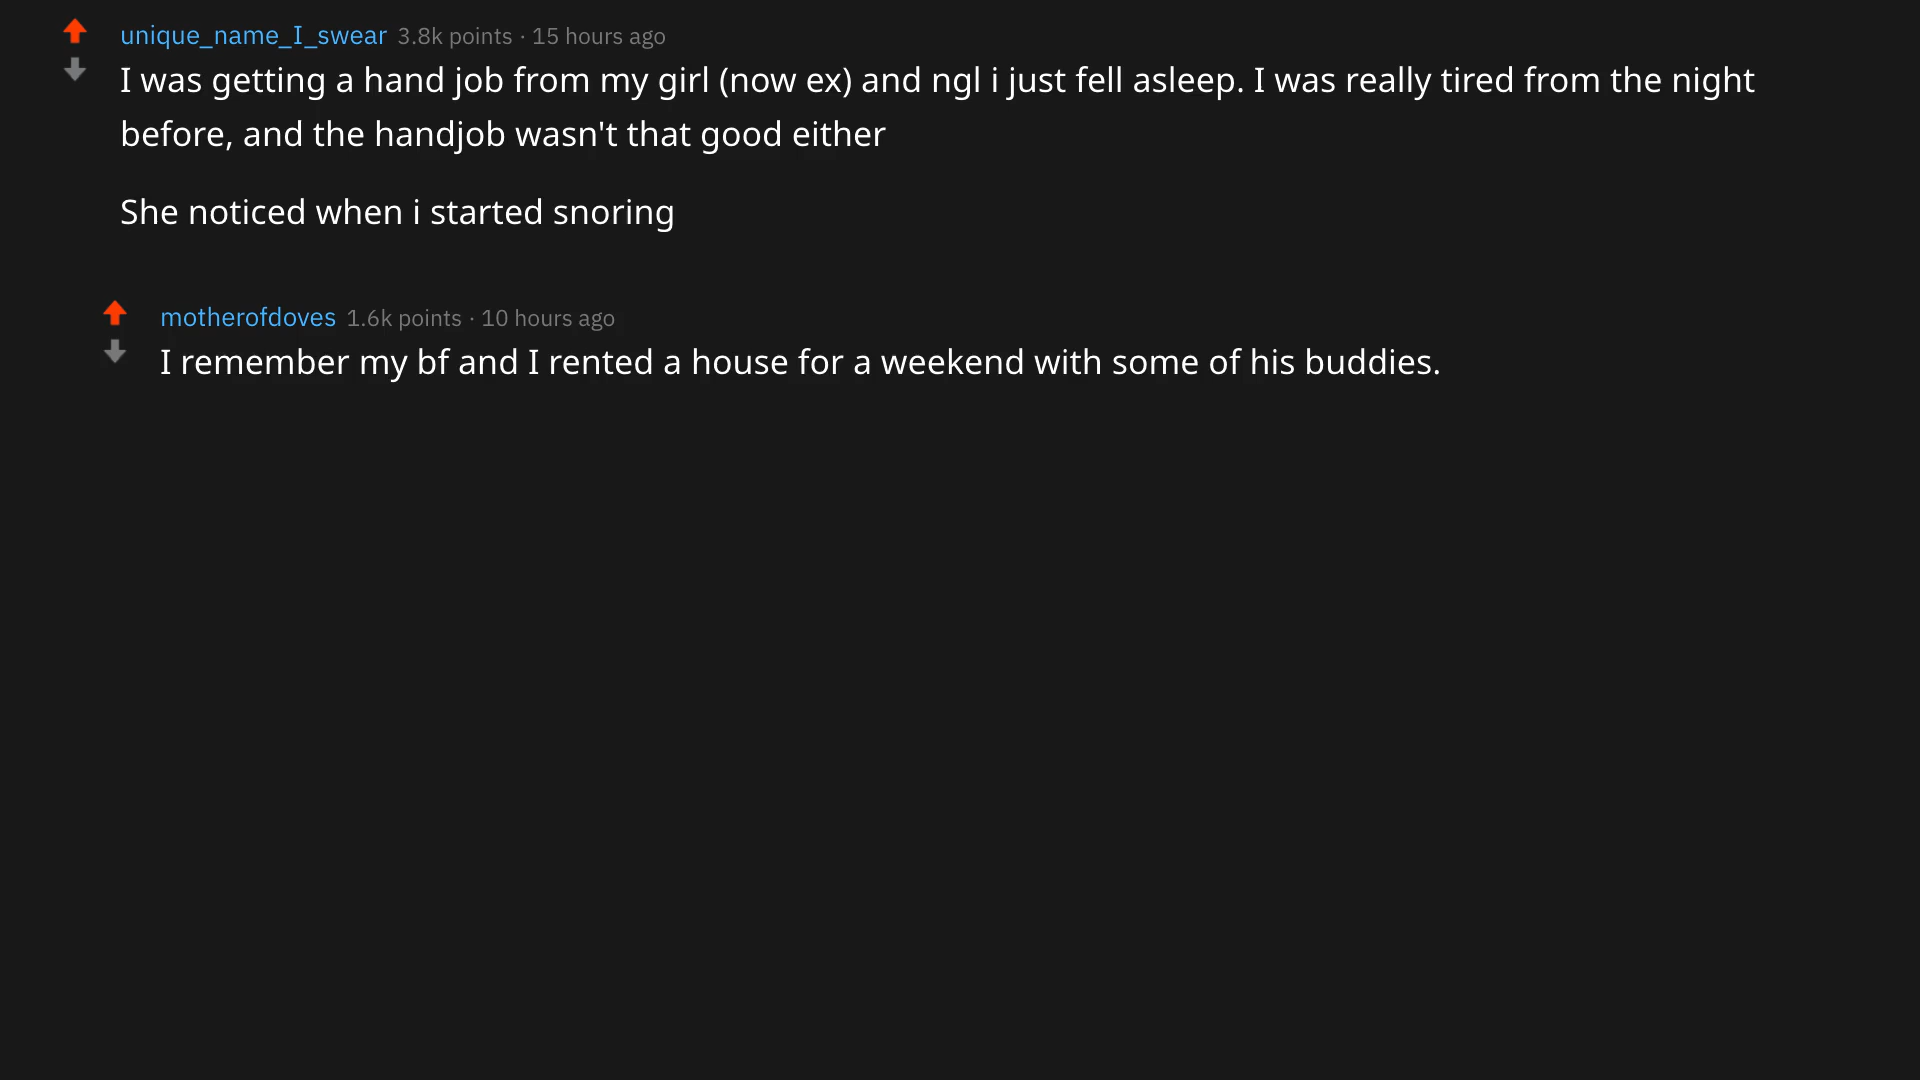 unique_name_I_swear 3.8k points · 15 hours ago
I was getting a hand job from my girl (now ex) and ngl i just fell asleep. I was really tired from the night
before, and the handjob wasn't that good either
She noticed when i started snoring
motherofdoves 1.6k points · 10 hours ago
I remember my bf and I rented a house for a weekend with some of his buddies.